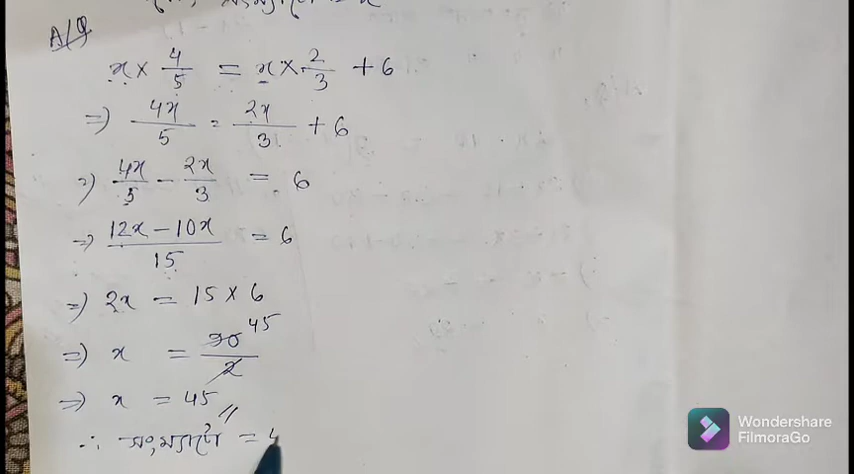 A/Q
x × 4/5 = x × 2/3 + 6
=) 4x/5 = 2x/3 + 6
=) 4x/5 - 2x/3 = 6
=) (12x - 10x)/15 = 6
=) 2x = 15 × 6
=) x = 90/2 45
=) x = 45 //
∴ = 4
Wondershare
FilmoraGo